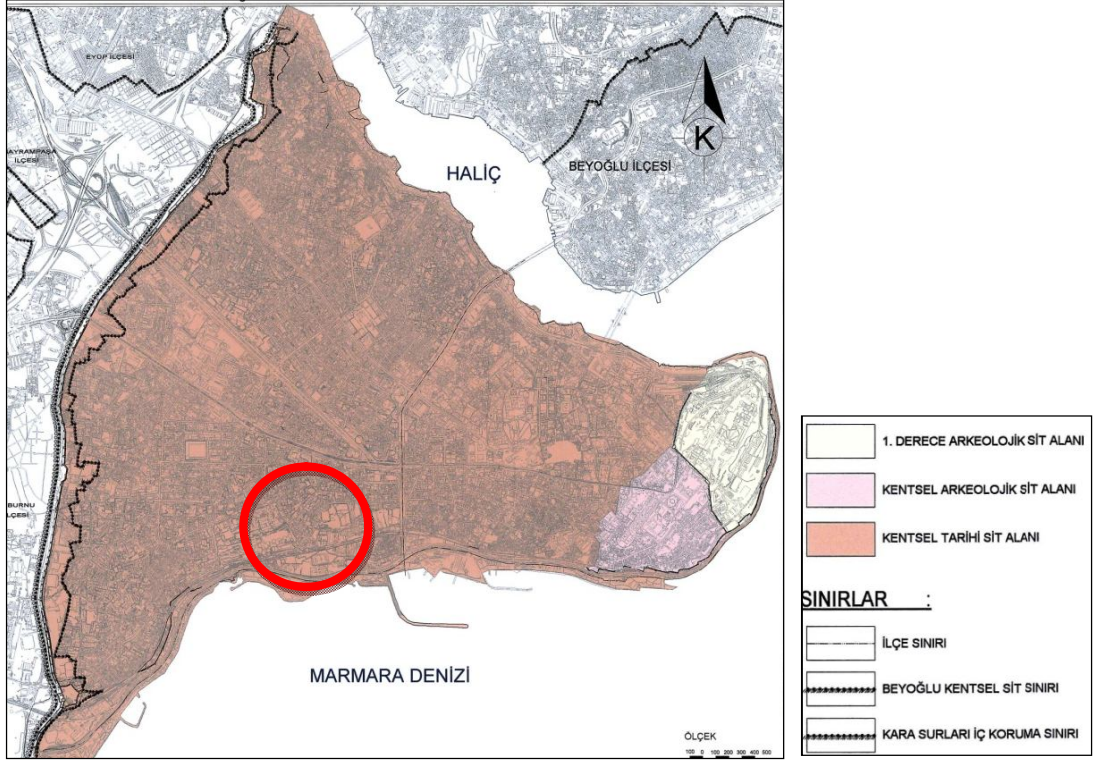 EYÜP İLÇESİ
BAYRAMPAŞA
İLÇESİ
HALİÇ
BEYOĞLU İLÇESİ
K
BURNU
İLÇESİ
MARMARA DENİZİ
ÖLÇEK
100 0 100 200 300 400 500
1. DERECE ARKEOLOJİK SİT ALANI
KENTSEL ARKEOLOJİK SİT ALANI
KENTSEL TARİHİ SİT ALANI
SINIRLAR :
İLÇE SINIRI
BEYOĞLU KENTSEL SİT SINIRI
KARA SURLARI İÇ KORUMA SINIRI